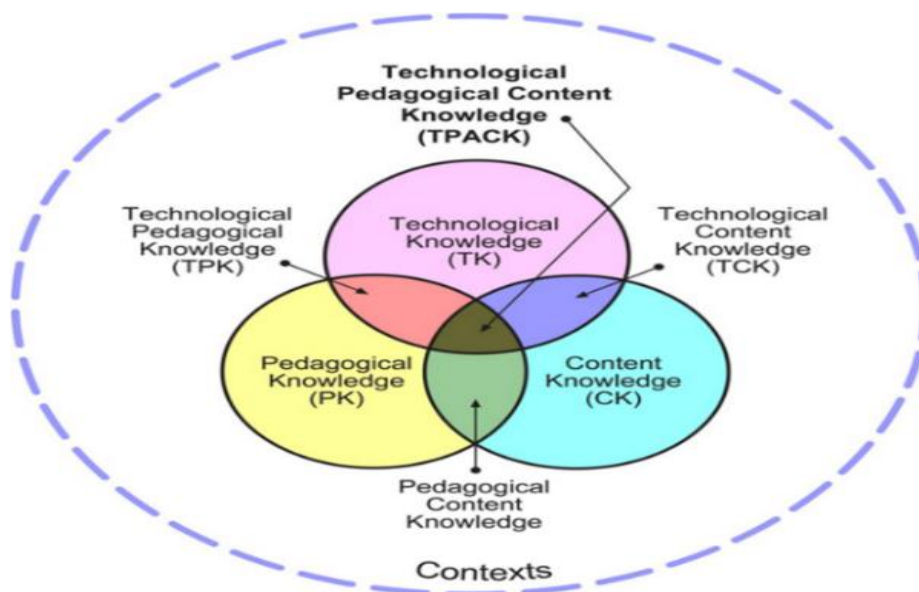 Technological
Pedagogical Content
Knowledge
(TPACK)
Technological
Pedagogical
Knowledge
(TPK)
Technological
Knowledge
(TK)
Technological
Content
Knowledge
(TCK)
Pedagogical
Knowledge
(PK)
Content
Knowledge
(CK)
Pedagogical
Content
Knowledge
Contexts